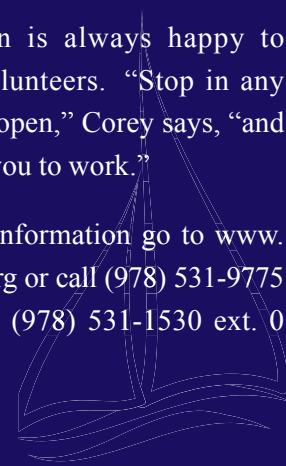 n is always happy to
lunteers. “Stop in any
open,” Corey says, “and
you to work.”
nformation go to www.
rg or call (978) 531-9775
(978) 531-1530 ext. 0